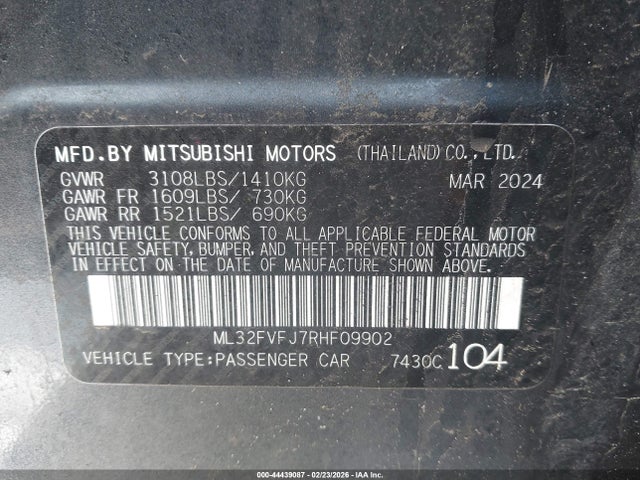 MFD.BY MITSUBISHI MOTORS (THAILAND) CO., LTD.
GVWR 3108LBS/1410KG MAR 2024
GAWR FR 1609LBS/ 730KG
GAWR RR 1521LBS/ 690KG
THIS VEHICLE CONFORMS TO ALL APPLICABLE FEDERAL MOTOR
VEHICLE SAFETY, BUMPER, AND THEFT PREVENTION STANDARDS
IN EFFECT ON THE DATE OF MANUFACTURE SHOWN ABOVE.
ML32FVFJ7RHF09902
VEHICLE TYPE:PASSENGER CAR 7430C 104
000-44439087 - 02/23/2026 - IAA Inc.